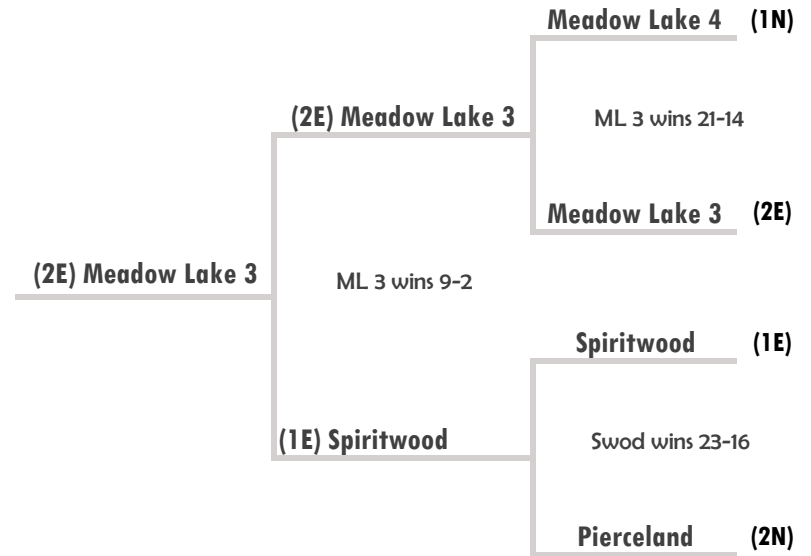 Meadow Lake 4 (1N)
(2E) Meadow Lake 3
ML 3 wins 21-14
Meadow Lake 3 (2E)
(2E) Meadow Lake 3
ML 3 wins 9-2
Spiritwood (1E)
(1E) Spiritwood
Swod wins 23-16
Pierceland (2N)